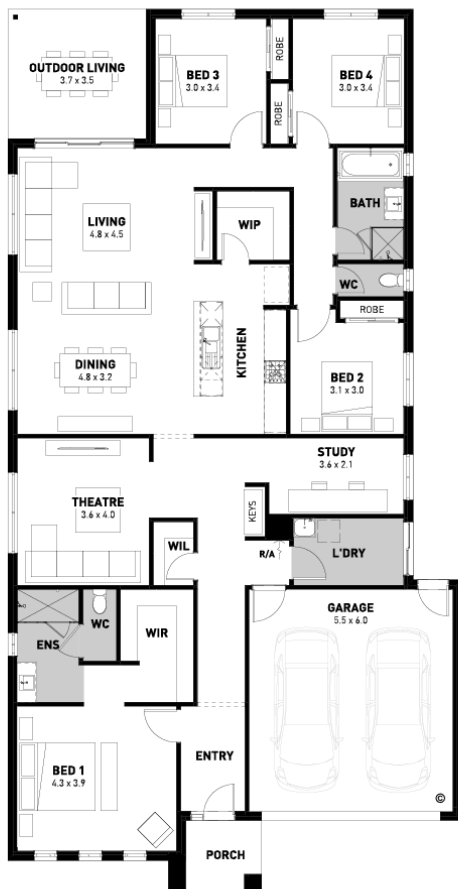 OUTDOOR LIVING
3.7 x 3.5
BED 3
3.0 x 3.4
ROBE
ROBE
BED 4
3.0 x 3.4
LIVING
4.8 x 4.5
WIP
BATH
WC
ROBE
KITCHEN
DINING
4.8 x 3.2
BED 2
3.1 x 3.0
STUDY
3.6 x 2.1
THEATRE
3.6 x 4.0
KEYS
WIL
R/A
L'DRY
GARAGE
5.5 x 6.0
ENS
WC
WIR
BED 1
4.3 x 3.9
ENTRY
©
PORCH